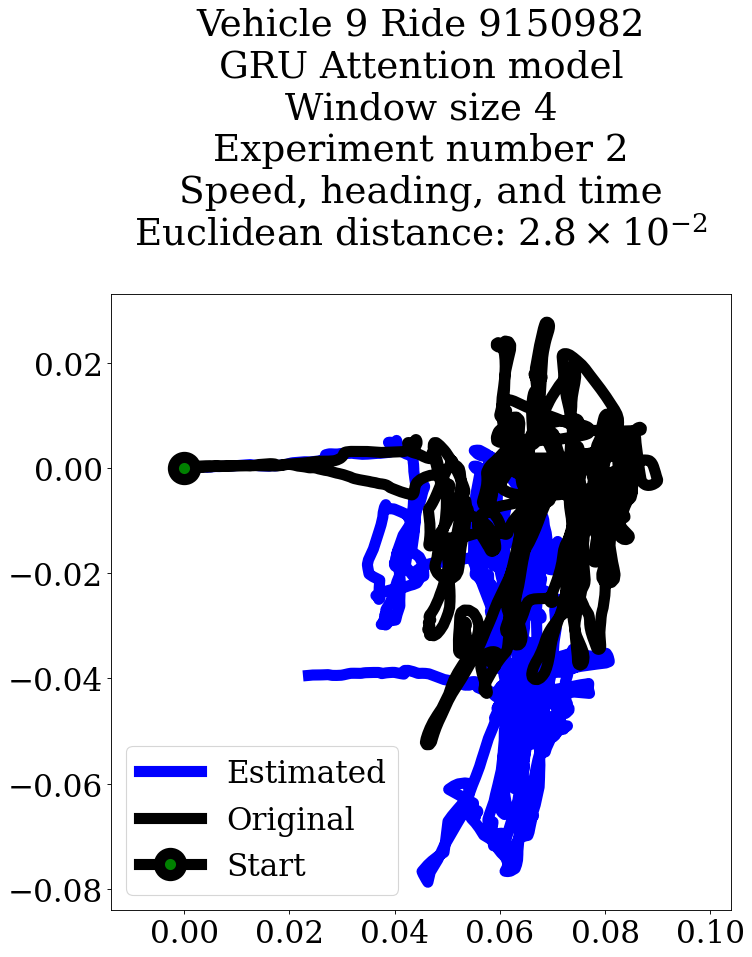 Vehicle 9 Ride 9150982
GRU Attention model
Window size 4
Experiment number 2
Speed, heading, and time
Euclidean distance: 2.8 × 10⁻²
0.02
0.00
−0.02
−0.04
−0.06
−0.08
Estimated
Original
Start
0.00 0.02 0.04 0.06 0.08 0.10